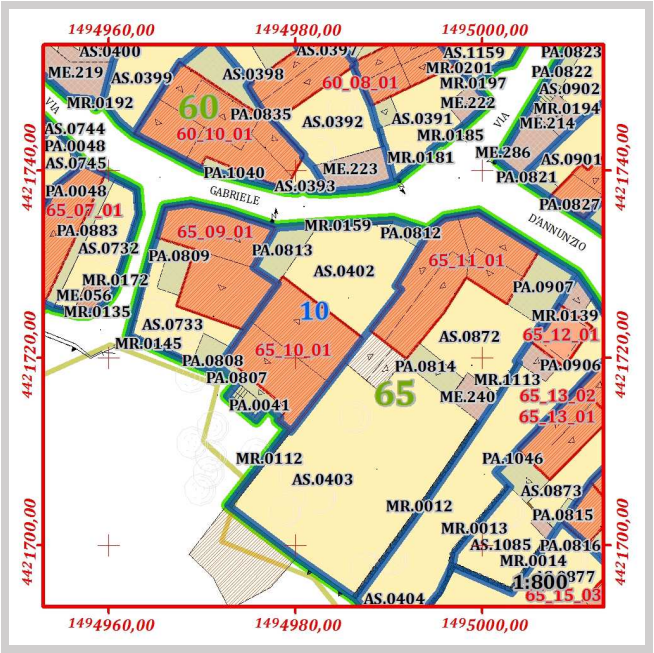 1494960,00 1494980,00 1495000,00
AS.0400 AS.0397 AS.1159 PA.0823
ME.219 AS.0399 AS.0398 MR.0201 PA.0822
60_08_01 MR.0197 AS.0902
VIA MR.0192 60 PA.0835 ME.222 MR.0194
AS.0744 60_10_01 AS.0392 AS.0391 VIA ME.214
PA.0048 MR.0185
AS.0745 ME.223 MR.0181 ME.286 AS.0901
4421740,00 PA.1040 PA.0821 4421740,00
PA.0048 AS.0393
65_07_01 GABRIELE PA.0827
PA.0883 65_09_01 MR.0159 PA.0812 D'ANNUNZIO
AS.0732 PA.0809 PA.0813
65_11_01
MR.0172 AS.0402 PA.0907
ME.056
MR.0135 10 MR.0139
AS.0733 AS.0872 65_12_01
MR.0145 65_10_01
4421720,00 PA.0808 PA.0814 PA.0906 4421720,00
PA.0807 MR.1113
PA.0041 65 ME.240 65_13_02
65_13_01
MR.0112 PA.1046
AS.0403 AS.0873
MR.0012 PA.0815
MR.0013
4421700,00 AS.1085 PA.0816 4421700,00
MR.0014
1:800
AS.0404 65_15_03
1494960,00 1494980,00 1495000,00